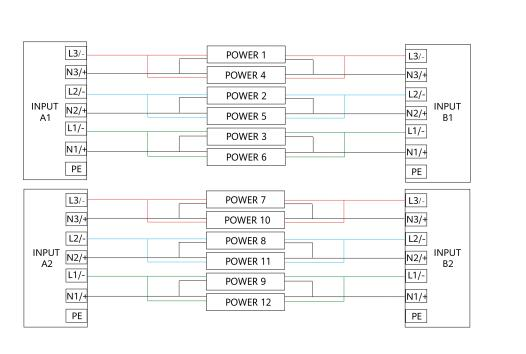 L3/- POWER 1 L3/-
N3/+ POWER 4 N3/+
L2/- POWER 2 L2/-
INPUT A1 N2/+ POWER 5 N2/+ INPUT B1
L1/- POWER 3 L1/-
N1/+ POWER 6 N1/+
PE PE
L3/- POWER 7 L3/-
N3/+ POWER 10 N3/+
L2/- POWER 8 L2/-
INPUT A2 N2/+ POWER 11 N2/+ INPUT B2
L1/- POWER 9 L1/-
N1/+ POWER 12 N1/+
PE PE